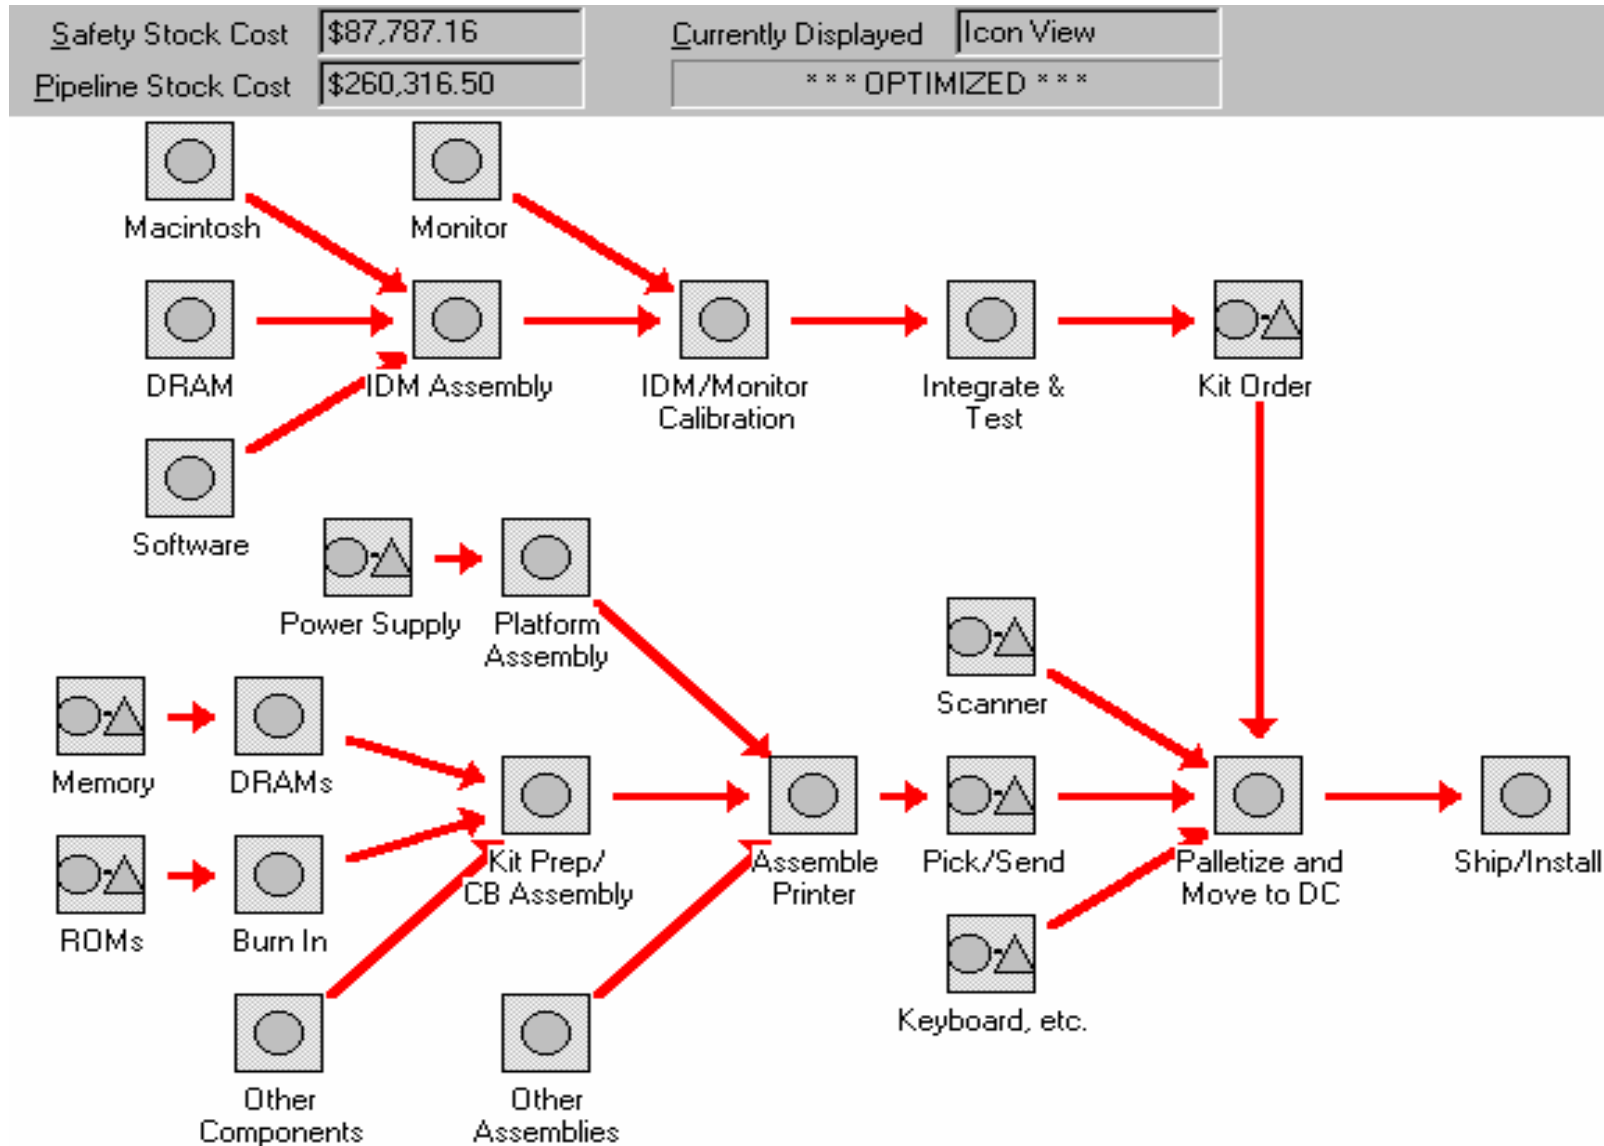 Safety Stock Cost $87,787.16 Currently Displayed Icon View
Pipeline Stock Cost $260,316.50 * * * OPTIMIZED * * *
Macintosh
Monitor
DRAM
IDM Assembly
IDM/Monitor
Calibration
Integrate &
Test
Kit Order
Software
Power Supply
Platform
Assembly
Scanner
Memory
DRAMs
Kit Prep/
CB Assembly
Assemble
Printer
Pick/Send
Palletize and
Move to DC
Ship/Install
ROMs
Burn In
Keyboard, etc.
Other
Components
Other
Assemblies